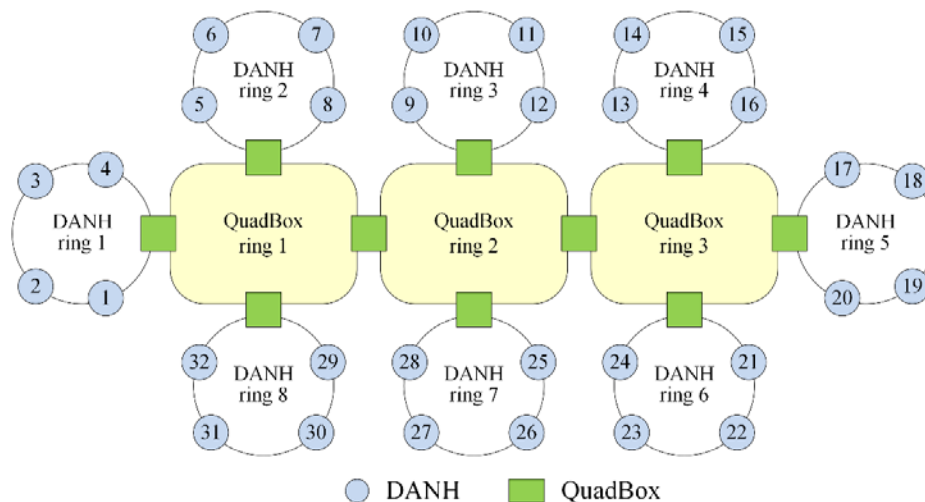 6
7
10
11
14
15
DANH
ring 2
DANH
ring 3
DANH
ring 4
5
8
9
12
13
16
3
4
17
18
DANH
ring 1
QuadBox
ring 1
QuadBox
ring 2
QuadBox
ring 3
DANH
ring 5
2
1
20
19
32
29
28
25
24
21
DANH
ring 8
DANH
ring 7
DANH
ring 6
31
30
27
26
23
22
DANH
QuadBox